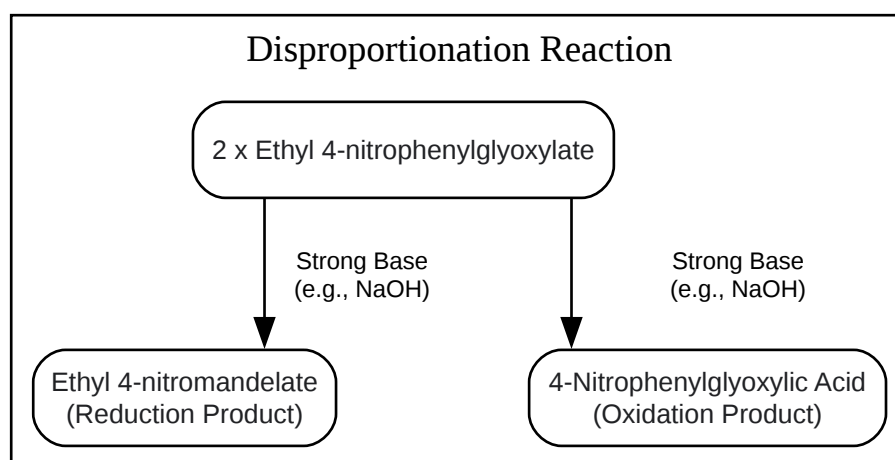 Disproportionation Reaction
2 x Ethyl 4-nitrophenylglyoxylate
Strong Base
(e.g., NaOH)
Strong Base
(e.g., NaOH)
Ethyl 4-nitromandelate
(Reduction Product)
4-Nitrophenylglyoxylic Acid
(Oxidation Product)